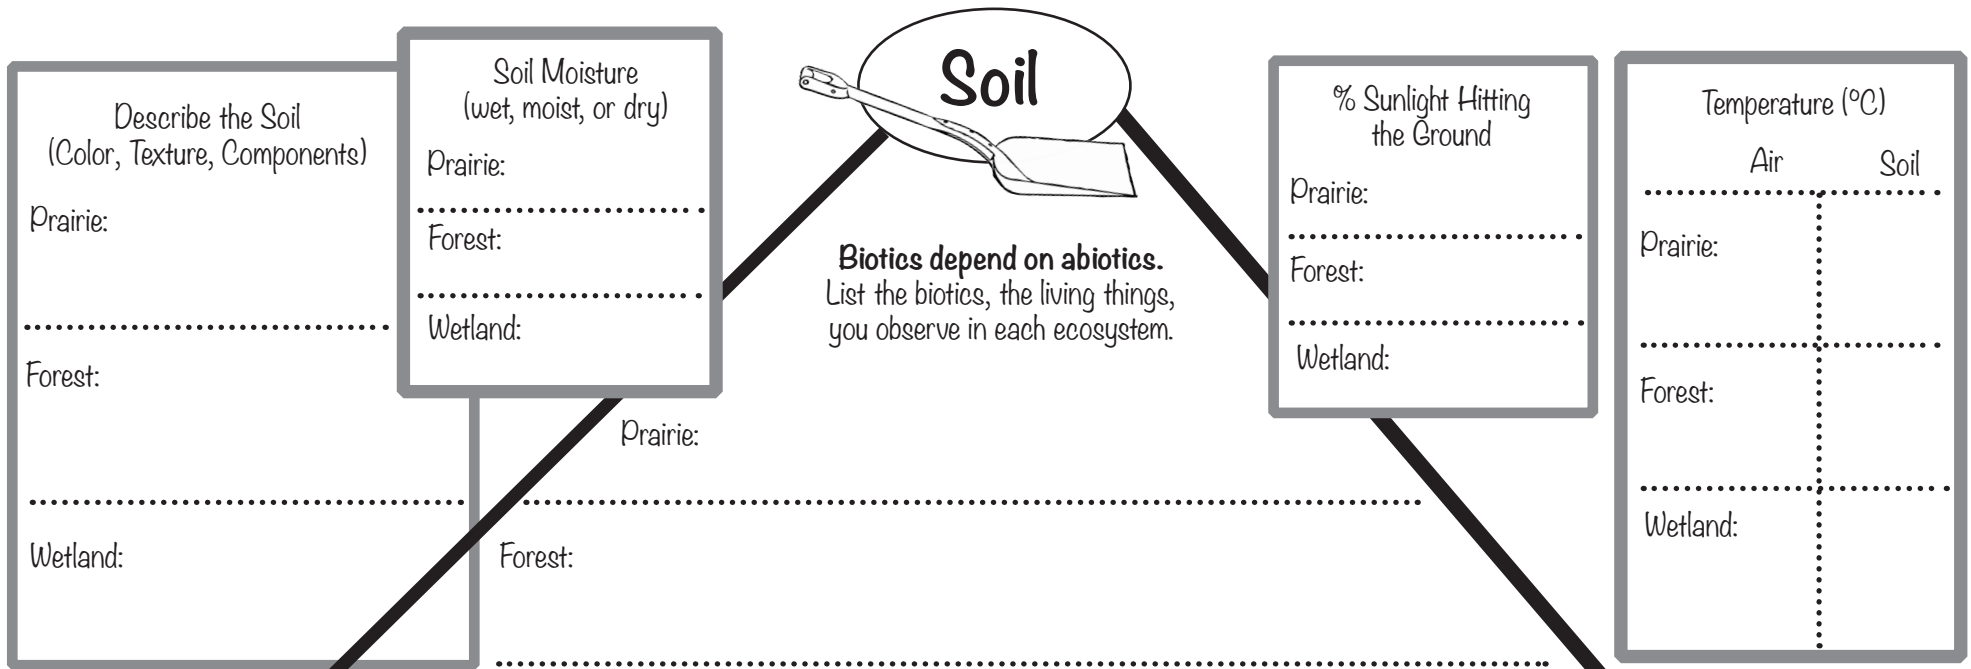 Describe the Soil
(Color, Texture, Components)
Prairie:
Forest:
Wetland:
Soil Moisture
(wet, moist, or dry)
Prairie:
Forest:
Wetland:
Soil
Biotics depend on abiotics.
List the biotics, the living things,
you observe in each ecosystem.
Prairie:
Forest:
% Sunlight Hitting
the Ground
Prairie:
Forest:
Wetland:
Temperature (°C)
Air Soil
Prairie:
Forest:
Wetland: